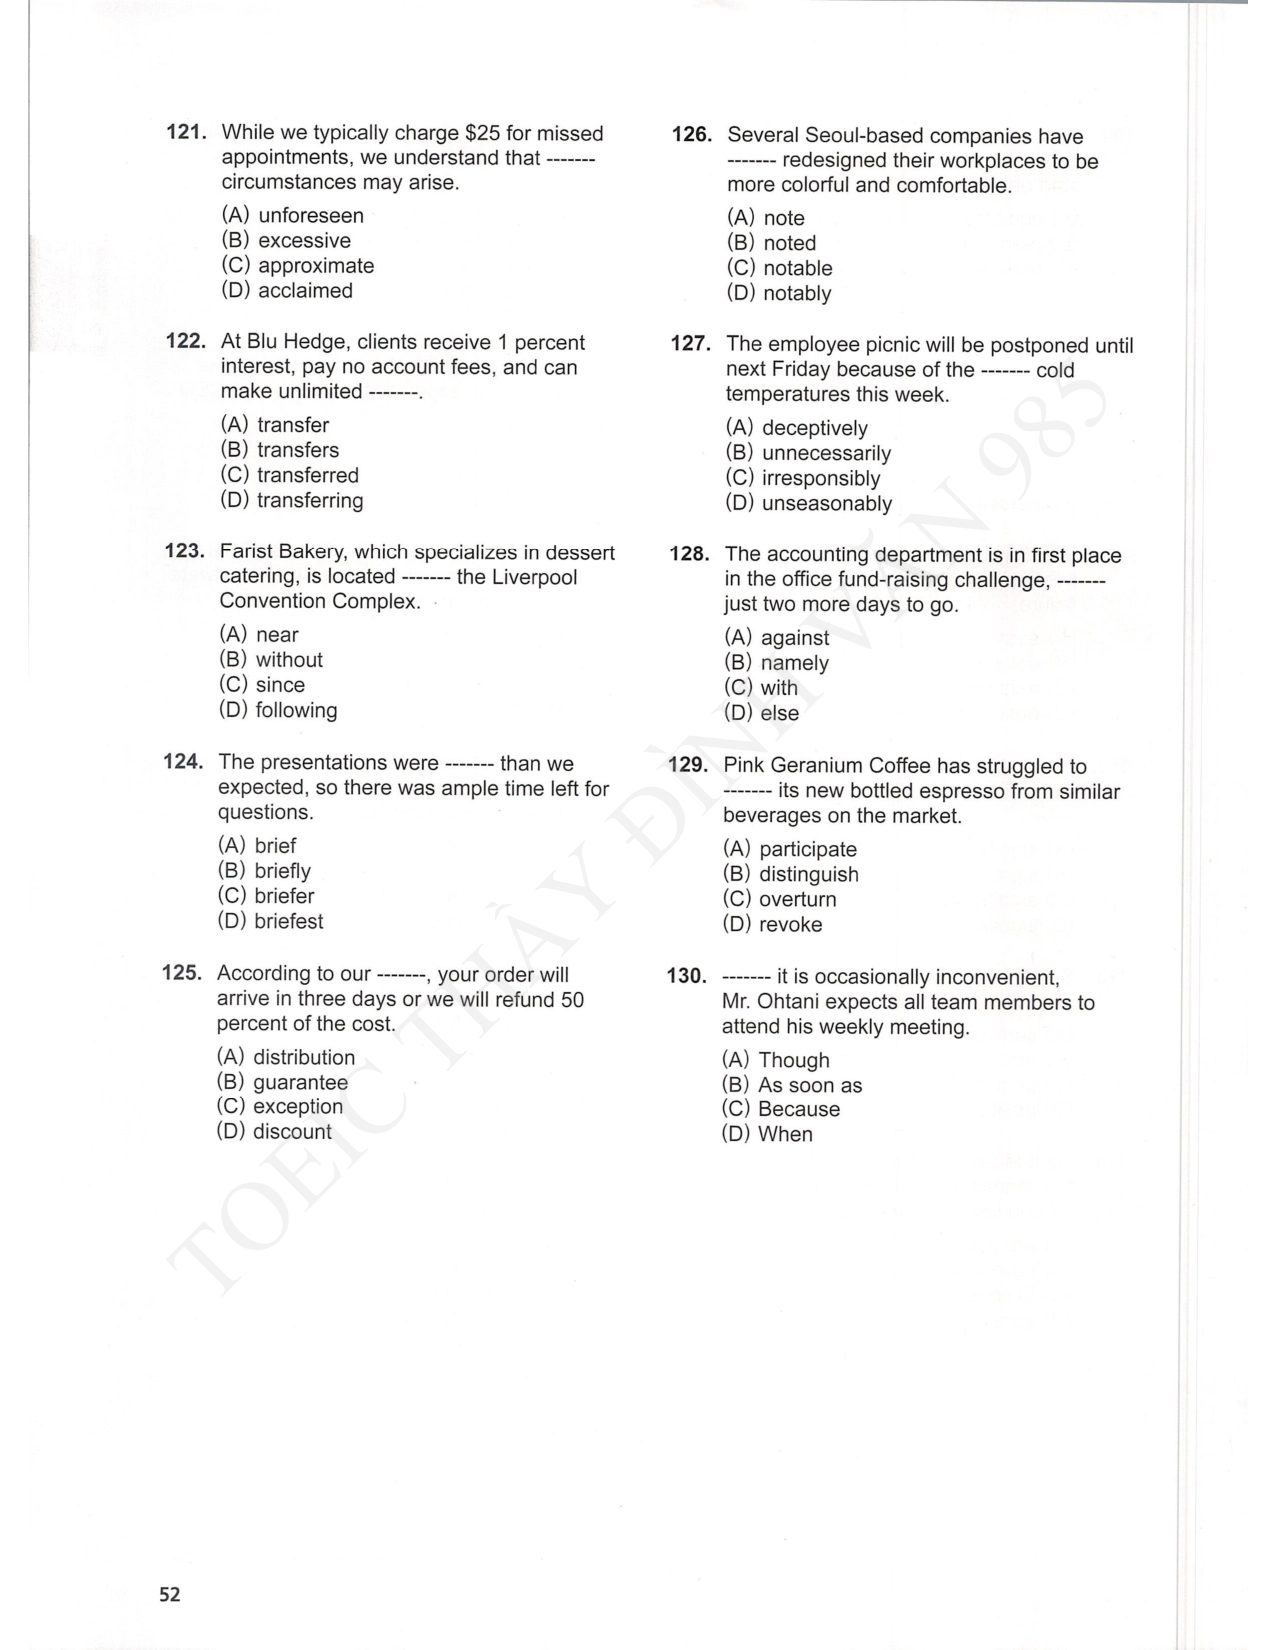 121. While we typically charge $25 for missed
appointments, we understand that -------
circumstances may arise.
(A) unforeseen
(B) excessive
(C) approximate
(D) acclaimed
122. At Blu Hedge, clients receive 1 percent
interest, pay no account fees, and can
make unlimited -------.
(A) transfer
(B) transfers
(C) transferred
(D) transferring
123. Farist Bakery, which specializes in dessert
catering, is located ------- the Liverpool
Convention Complex.
(A) near
(B) without
(C) since
(D) following
124. The presentations were ------- than we
expected, so there was ample time left for
questions.
(A) brief
(B) briefly
(C) briefer
(D) briefest
125. According to our -------, your order will
arrive in three days or we will refund 50
percent of the cost.
(A) distribution
(B) guarantee
(C) exception
(D) discount
126. Several Seoul-based companies have
------- redesigned their workplaces to be
more colorful and comfortable.
(A) note
(B) noted
(C) notable
(D) notably
127. The employee picnic will be postponed until
next Friday because of the ------- cold
temperatures this week.
(A) deceptively
(B) unnecessarily
(C) irresponsibly
(D) unseasonably
128. The accounting department is in first place
in the office fund-raising challenge, -------
just two more days to go.
(A) against
(B) namely
(C) with
(D) else
129. Pink Geranium Coffee has struggled to
------- its new bottled espresso from similar
beverages on the market.
(A) participate
(B) distinguish
(C) overturn
(D) revoke
130. ------- it is occasionally inconvenient,
Mr. Ohtani expects all team members to
attend his weekly meeting.
(A) Though
(B) As soon as
(C) Because
(D) When
TOEIC THẦY ĐÌNH VĂN 985
52